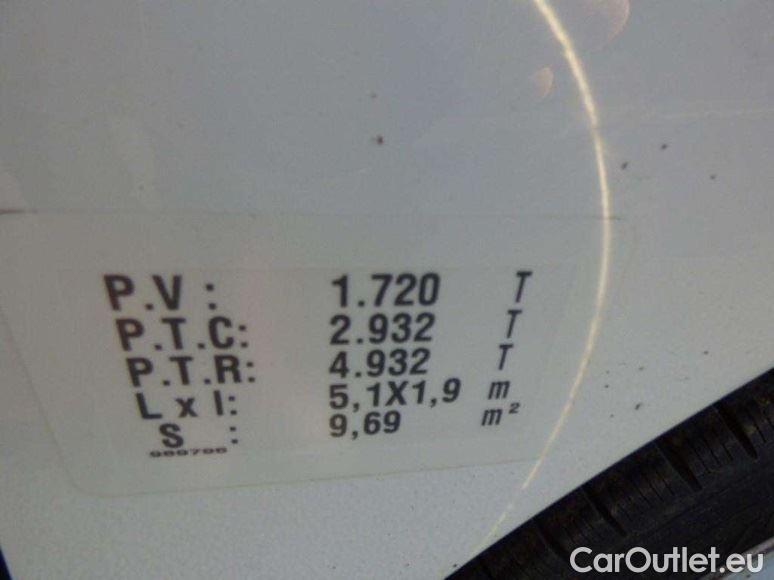 P.V : 1.720 T
P.T.C: 2.932 T
P.T.R: 4.932 T
L x l: 5,1X1,9 m
S : 9,69 m²
CarOutlet.eu